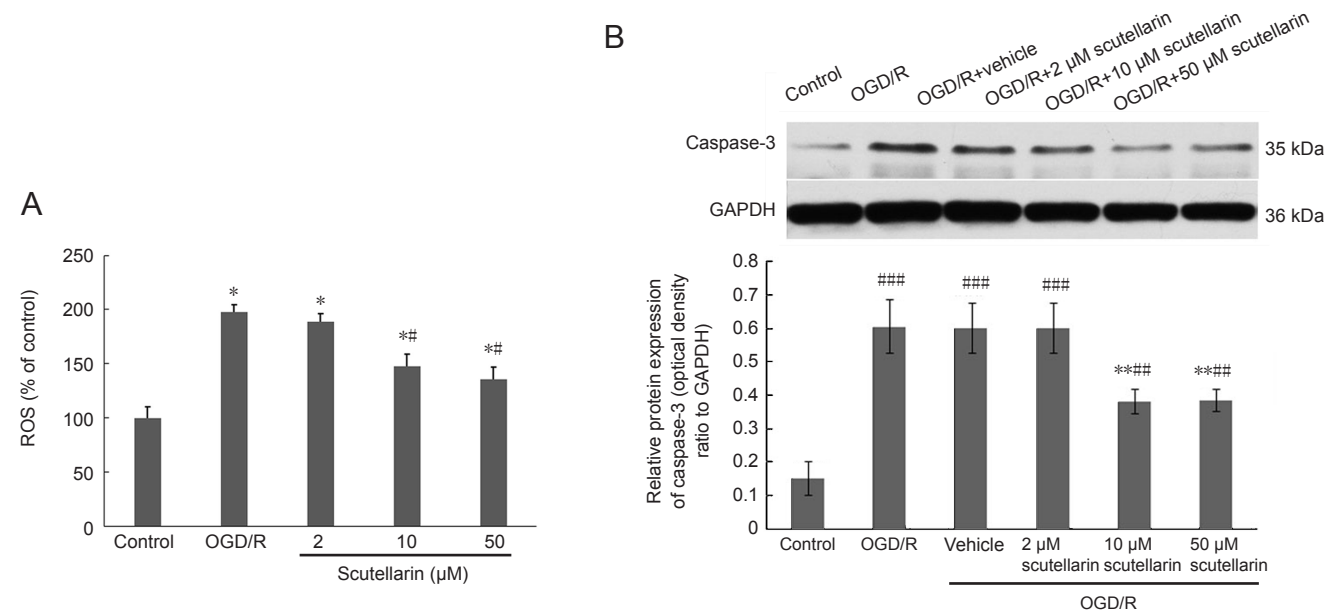 A
ROS (% of control)
250
200
150
100
50
0
*
*
*#
*#
Control OGD/R 2 10 50
Scutellarin (μM)
B
Control
OGD/R
OGD/R+vehicle
OGD/R+2 μM scutellarin
OGD/R+10 μM scutellarin
OGD/R+50 μM scutellarin
Caspase-3 35 kDa
GAPDH 36 kDa
Relative protein expression
of caspase-3 (optical density
ratio to GAPDH)
0.8
0.7
0.6
0.5
0.4
0.3
0.2
0.1
0
###
###
###
**##
**##
Control OGD/R Vehicle 2 μM 10 μM 50 μM
scutellarin scutellarin scutellarin
OGD/R